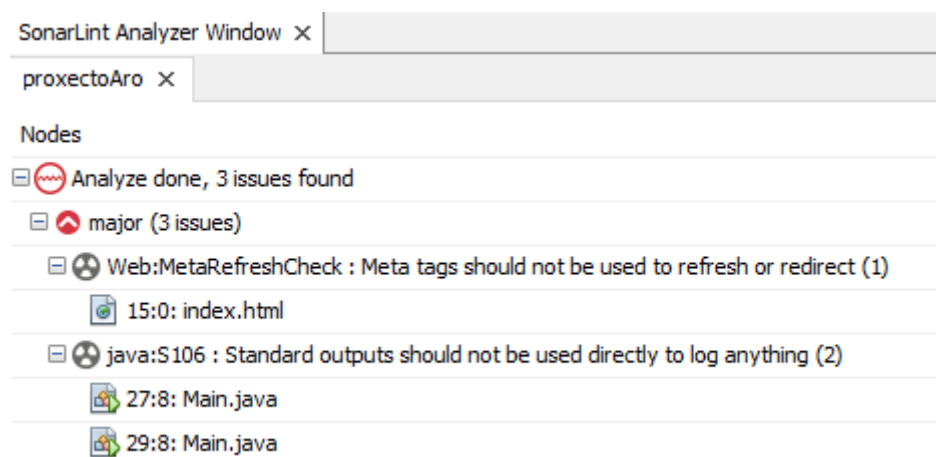 SonarLint Analyzer Window
proxectoAro
Nodes
Analyze done, 3 issues found
major (3 issues)
Web:MetaRefreshCheck : Meta tags should not be used to refresh or redirect (1)
15:0: index.html
java:S106 : Standard outputs should not be used directly to log anything (2)
27:8: Main.java
29:8: Main.java